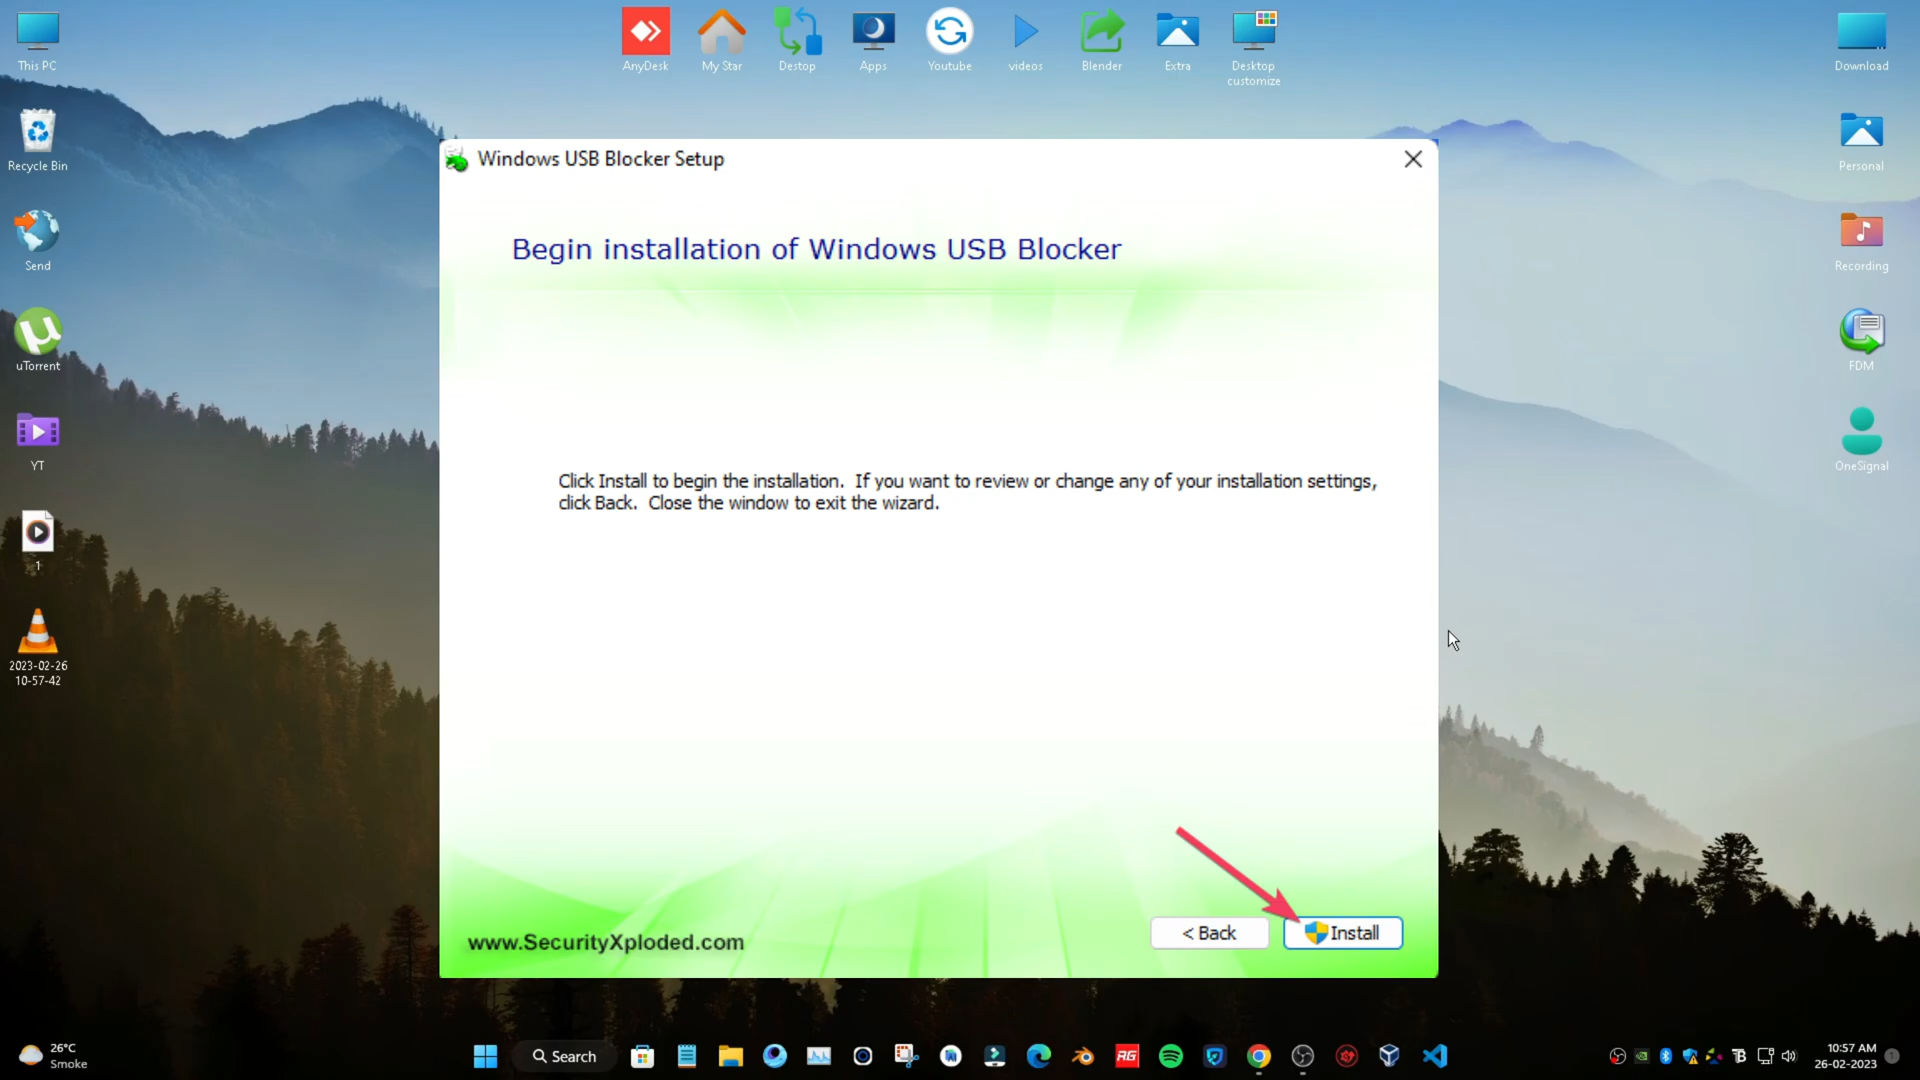 This PC
AnyDesk
My Star
Destop
Apps
Youtube
videos
Blender
Extra
Desktop
customize
Download
Recycle Bin
Personal
Send
Recording
uTorrent
FDM
YT
OneSignal
1
2023-02-26
10-57-42
Windows USB Blocker Setup
Begin installation of Windows USB Blocker
Click Install to begin the installation.  If you want to review or change any of your installation settings,
click Back.  Close the window to exit the wizard.
www.SecurityXploded.com
< Back
Install
26°C
Smoke
Search
RG
10:57 AM
26-02-2023
1